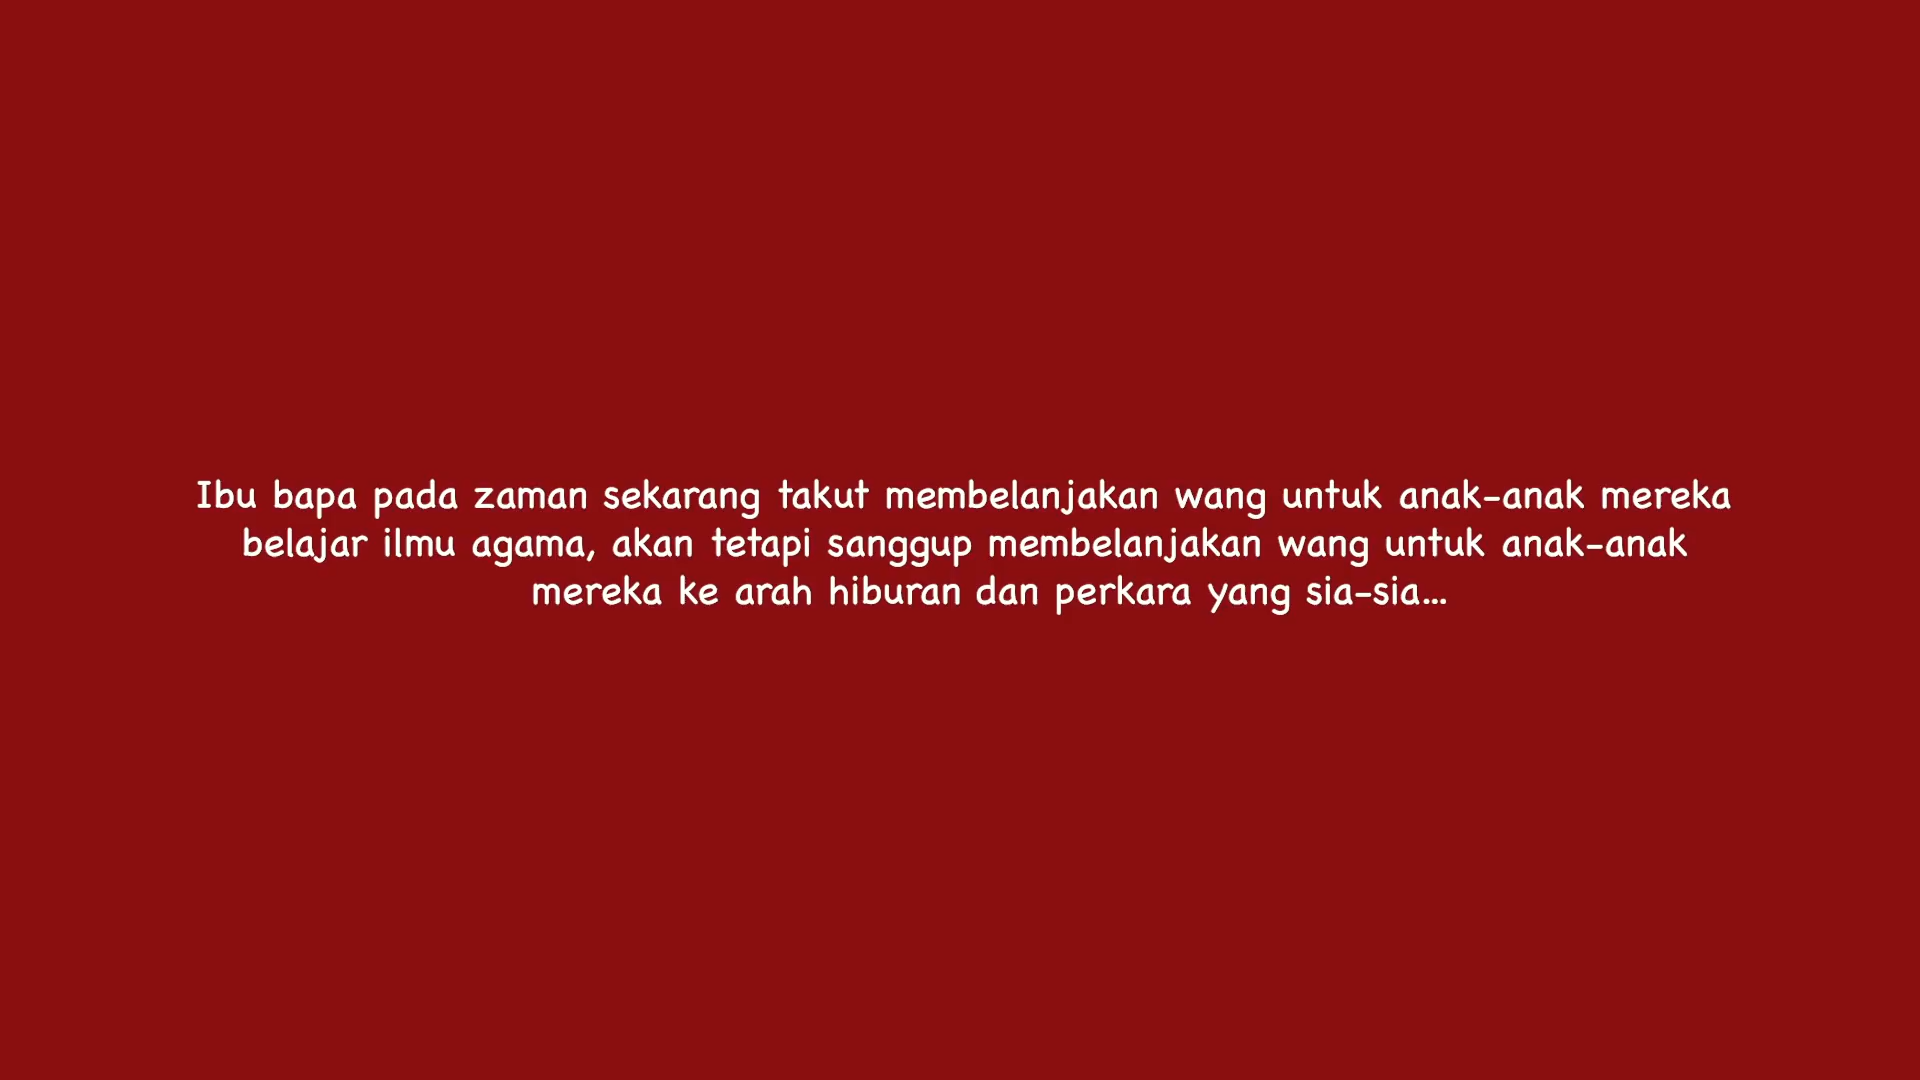 Ibu bapa pada zaman sekarang takut membelanjakan wang untuk anak-anak mereka
belajar ilmu agama, akan tetapi sanggup membelanjakan wang untuk anak-anak
mereka ke arah hiburan dan perkara yang sia-sia...